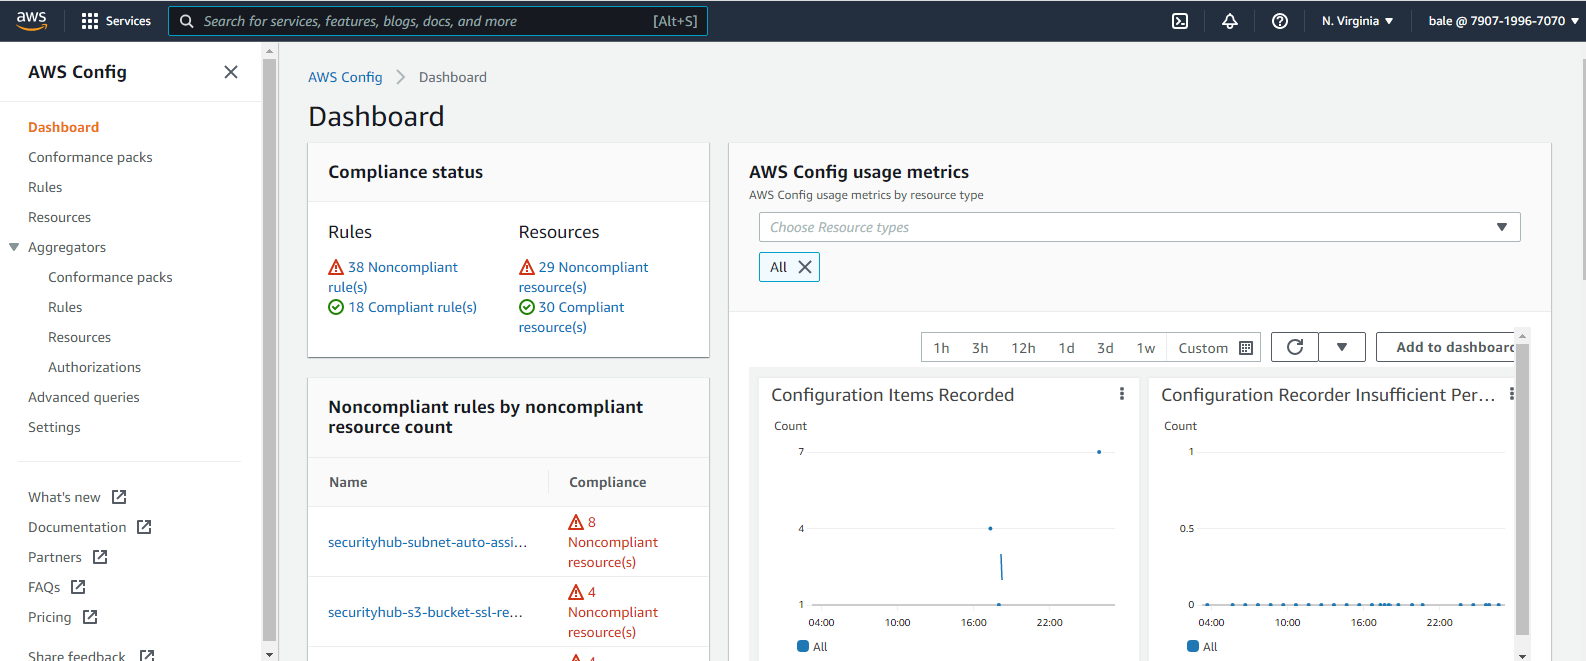 aws
Services
Search for services, features, blogs, docs, and more
[Alt+S]
N. Virginia
bale @ 7907-1996-7070
AWS Config
Dashboard
Conformance packs
Rules
Resources
Aggregators
Conformance packs
Rules
Resources
Authorizations
Advanced queries
Settings
What's new
Documentation
Partners
FAQs
Pricing
Share feedback
AWS Config
Dashboard
Dashboard
Compliance status
Rules
38 Noncompliant
rule(s)
18 Compliant rule(s)
Resources
29 Noncompliant
resource(s)
30 Compliant
resource(s)
Noncompliant rules by noncompliant
resource count
Name
Compliance
securityhub-subnet-auto-assi...
8
Noncompliant
resource(s)
securityhub-s3-bucket-ssl-re...
4
Noncompliant
resource(s)
AWS Config usage metrics
AWS Config usage metrics by resource type
Choose Resource types
All
1h
3h
12h
1d
3d
1w
Custom
Add to dashboard
Configuration Items Recorded
Count
7
4
1
04:00
10:00
16:00
22:00
All
Configuration Recorder Insufficient Per...
Count
1
0.5
0
04:00
10:00
16:00
22:00
All